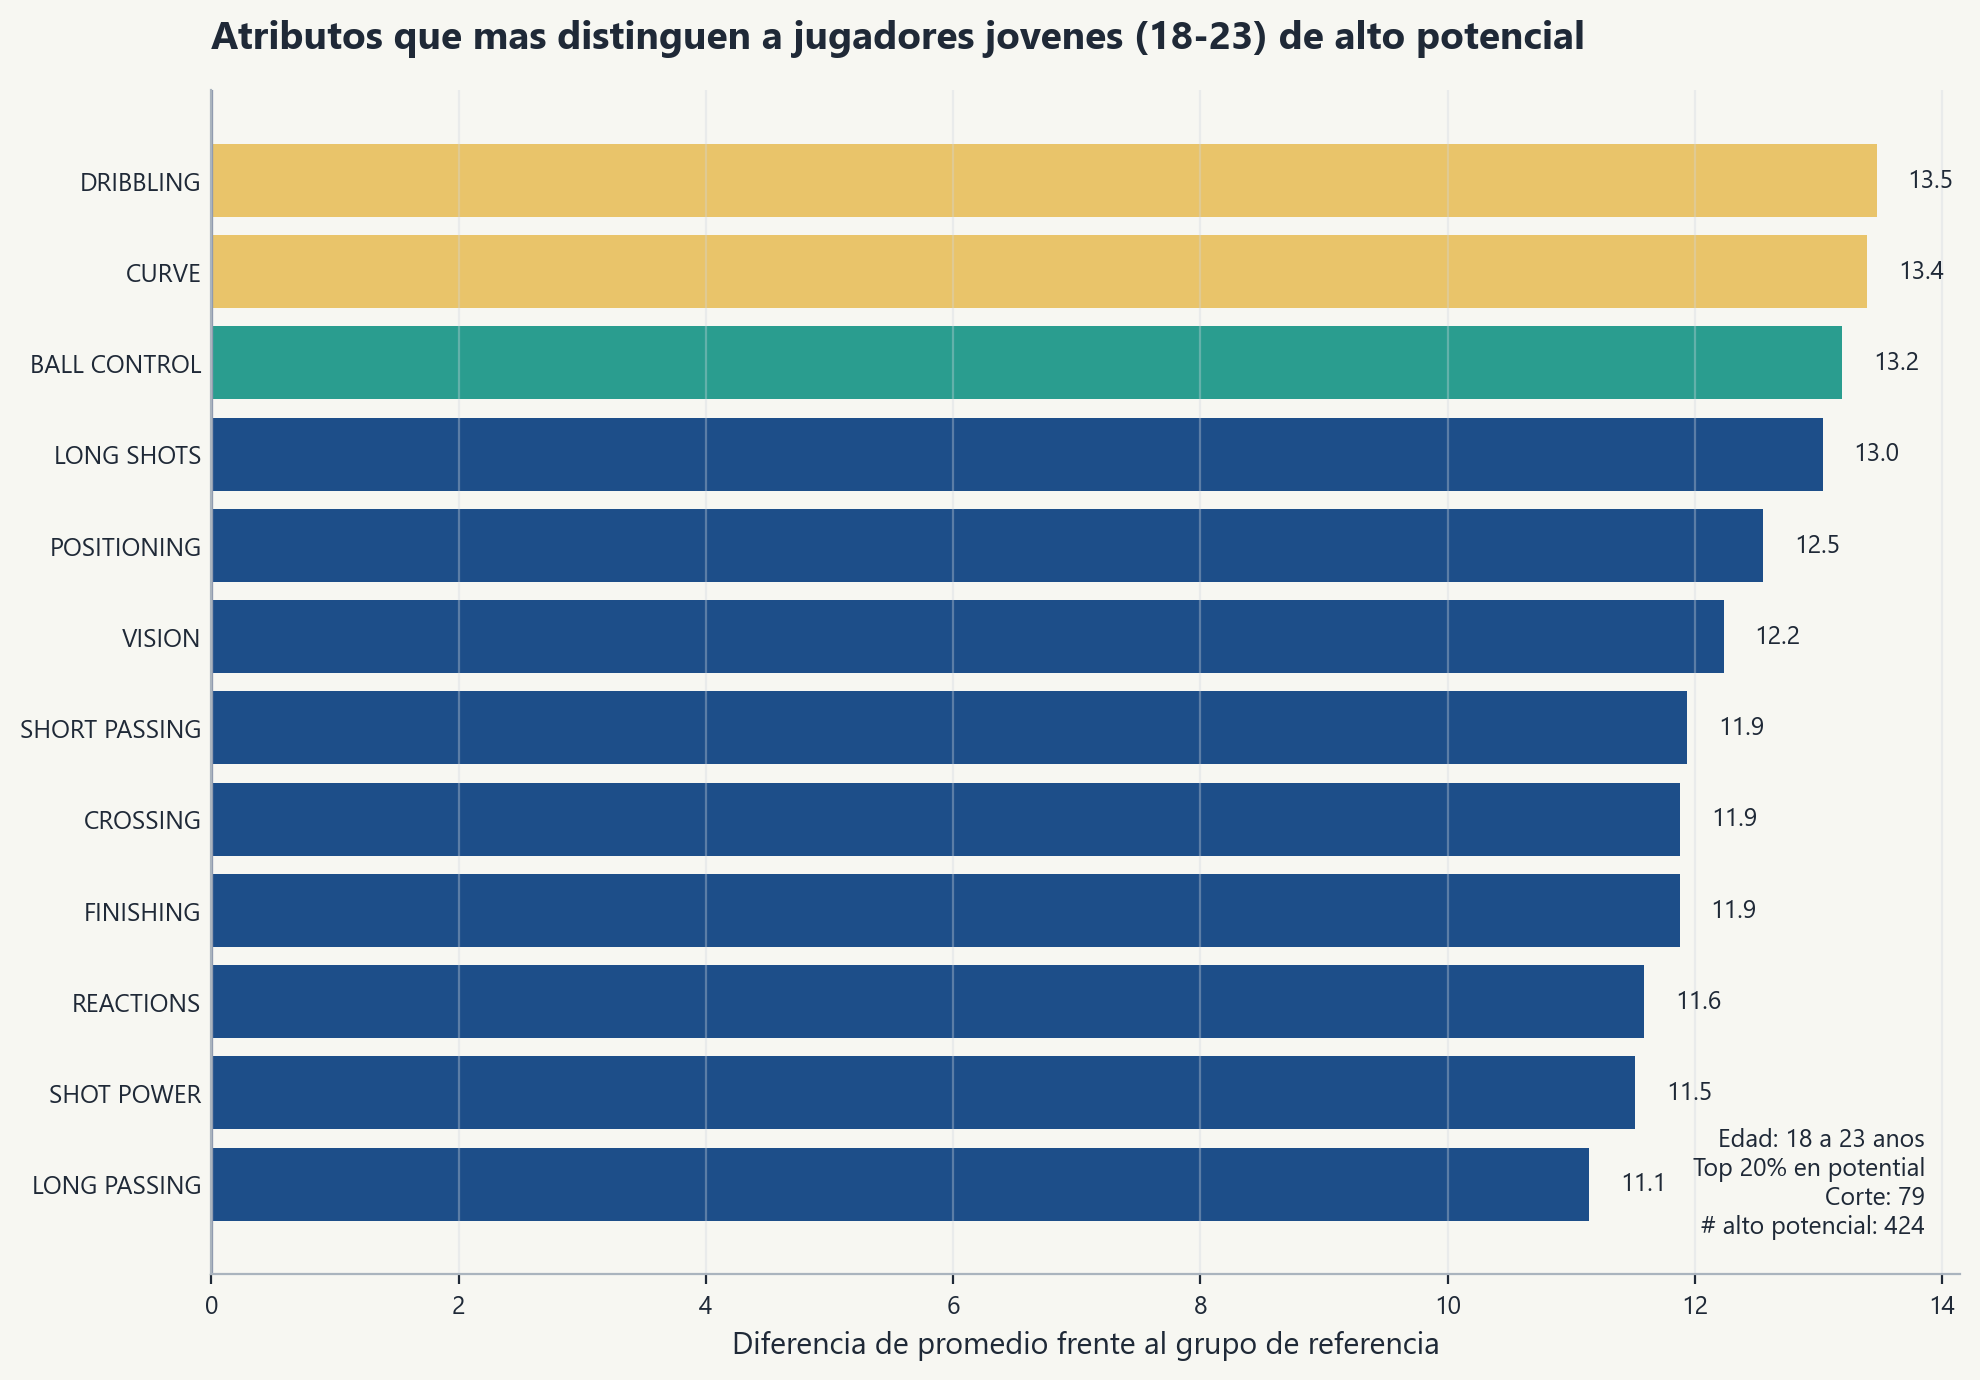 Atributos que mas distinguen a jugadores jovenes (18-23) de alto potencial
DRIBBLING 13.5
CURVE 13.4
BALL CONTROL 13.2
LONG SHOTS 13.0
POSITIONING 12.5
VISION 12.2
SHORT PASSING 11.9
CROSSING 11.9
FINISHING 11.9
REACTIONS 11.6
SHOT POWER 11.5
LONG PASSING 11.1
Edad: 18 a 23 anos
Top 20% en potential
Corte: 79
# alto potencial: 424
0 2 4 6 8 10 12 14
Diferencia de promedio frente al grupo de referencia